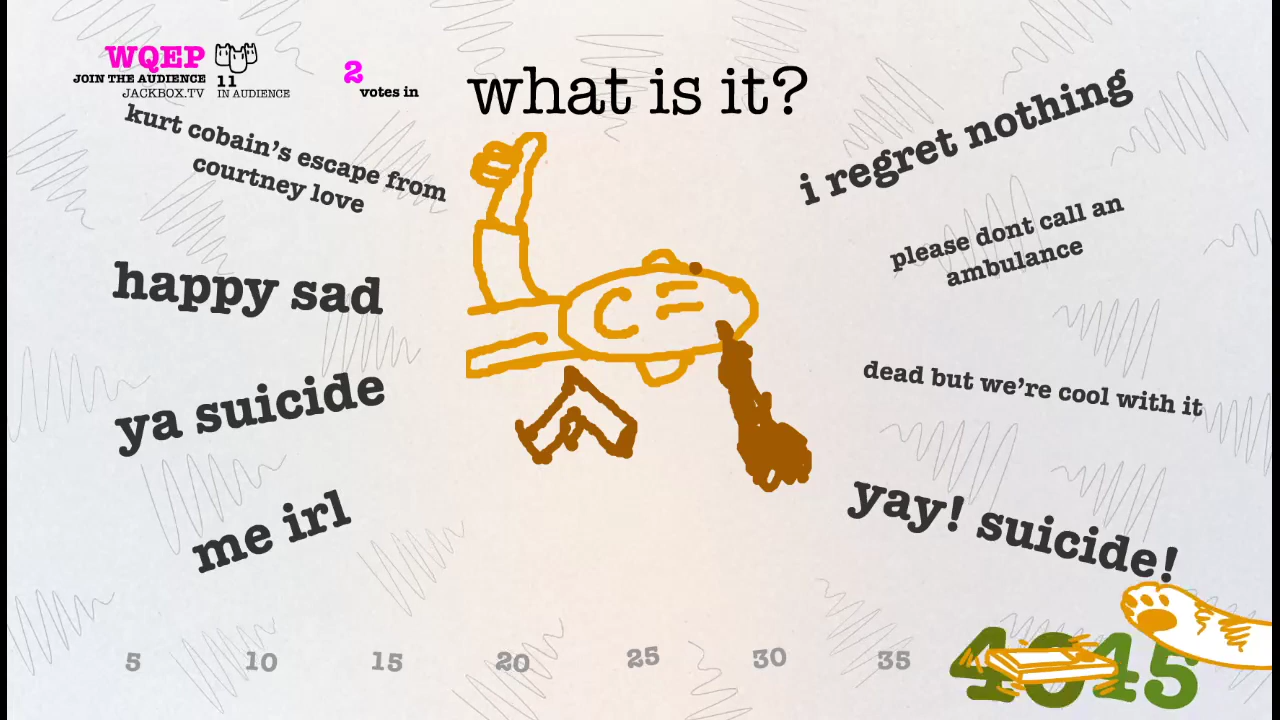 WQEP
JOIN THE AUDIENCE
JACKBOX.TV
11
IN AUDIENCE
2
votes in
what is it?
kurt cobain's escape from
courtney love
happy sad
ya suicide
me irl
i regret nothing
please dont call an
ambulance
dead but we're cool with it
yay! suicide!
5 10 15 20 25 30 35 40 45